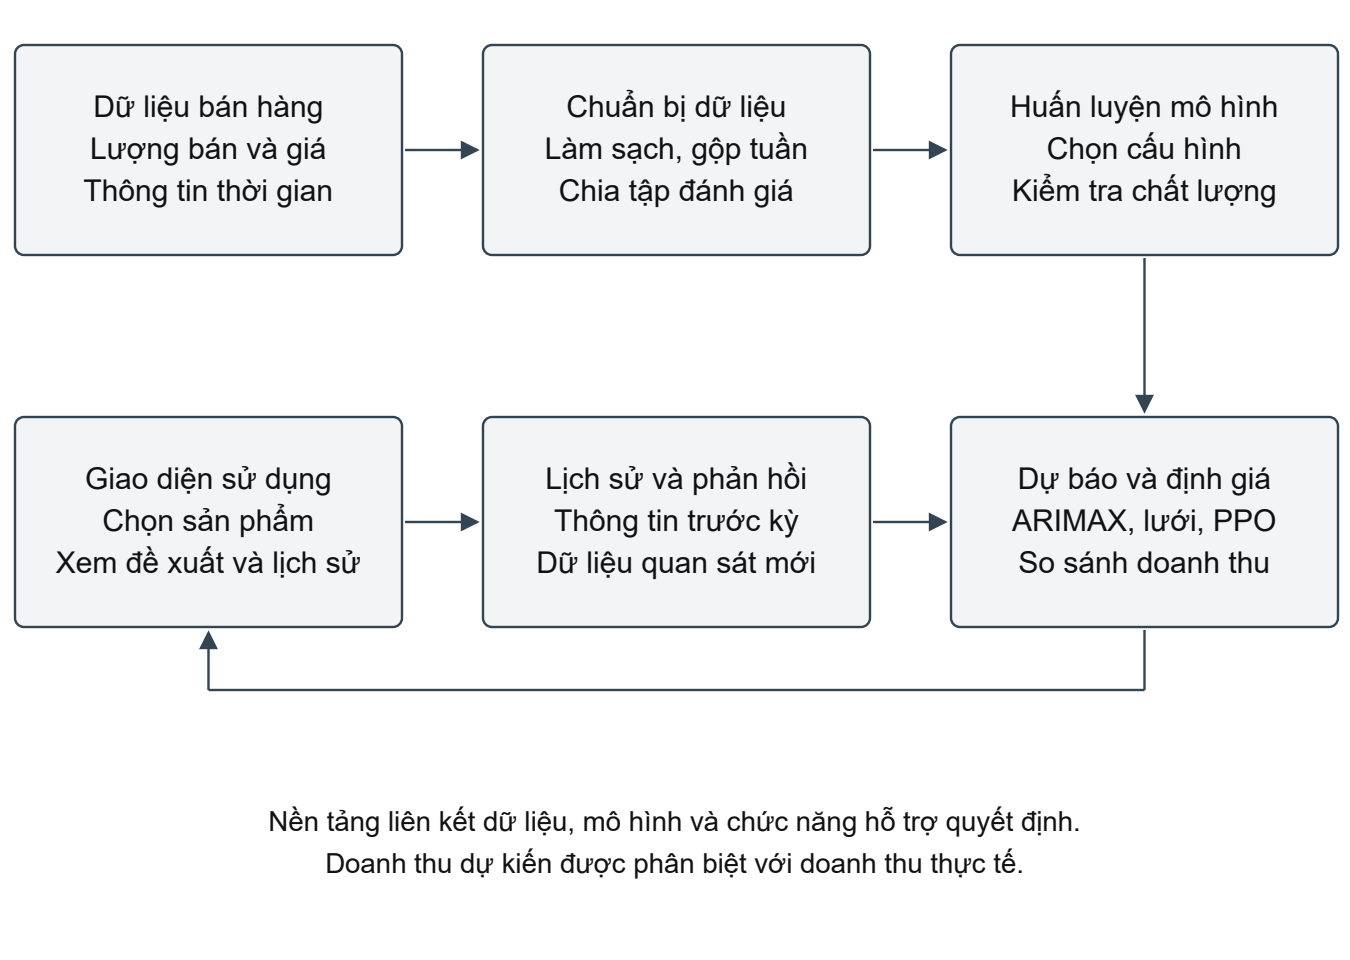 Dữ liệu bán hàng
Lượng bán và giá
Thông tin thời gian
Chuẩn bị dữ liệu
Làm sạch, gộp tuần
Chia tập đánh giá
Huấn luyện mô hình
Chọn cấu hình
Kiểm tra chất lượng
Giao diện sử dụng
Chọn sản phẩm
Xem đề xuất và lịch sử
Lịch sử và phản hồi
Thông tin trước kỳ
Dữ liệu quan sát mới
Dự báo và định giá
ARIMAX, lưới, PPO
So sánh doanh thu
Nền tảng liên kết dữ liệu, mô hình và chức năng hỗ trợ quyết định.
Doanh thu dự kiến được phân biệt với doanh thu thực tế.